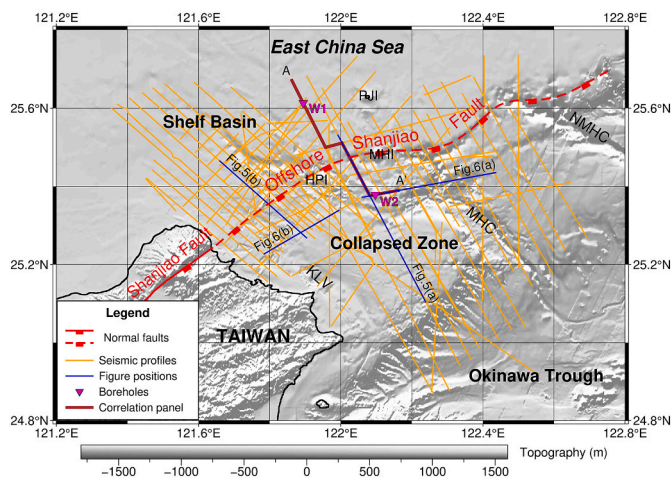 121.2°E 121.6°E 122°E 122.4°E 122.8°E
East China Sea
A
PJI
W1
25.6°N 25.6°N
Shelf Basin
Shanjiao
Fault
NMHC
MHI
Fig.5(b)
Offshore
HPI
A
Fig.6(a)
W2
MHC
Fig.6(b)
Collapsed Zone
Shanjiao Fault
25.2°N 25.2°N
KLV
Fig.5(a)
Legend
Normal faults
Seismic profiles
Figure positions
Boreholes
Correlation panel
TAIWAN
Okinawa Trough
24.8°N 24.8°N
121.2°E 121.6°E 122°E 122.4°E 122.8°E
Topography (m)
−1500 −1000 −500 0 500 1000 1500